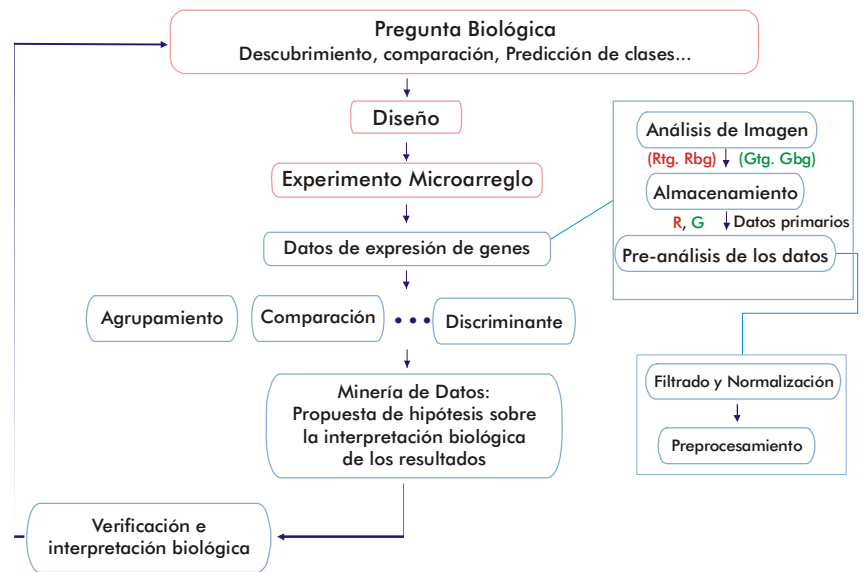 Pregunta Biológica
Descubrimiento, comparación, Predicción de clases...
Diseño
Experimento Microarreglo
Datos de expresión de genes
Agrupamiento
Comparación
Discriminante
Minería de Datos:
Propuesta de hipótesis sobre
la interpretación biológica
de los resultados
Verificación e
interpretación biológica
Análisis de Imagen
(Rtg. Rbg) (Gtg. Gbg)
Almacenamiento
R, G Datos primarios
Pre-análisis de los datos
Filtrado y Normalización
Preprocesamiento